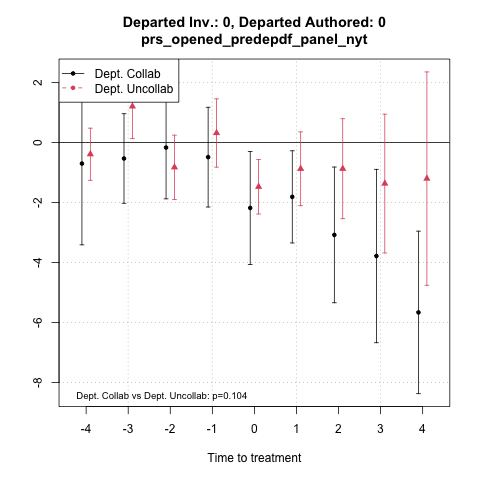 Departed Inv.: 0, Departed Authored: 0
prs_opened_predepdf_panel_nyt
Dept. Collab
Dept. Uncollab
2
0
-2
-4
-6
-8
Dept. Collab vs Dept. Uncollab: p=0.104
-4 -3 -2 -1 0 1 2 3 4
Time to treatment